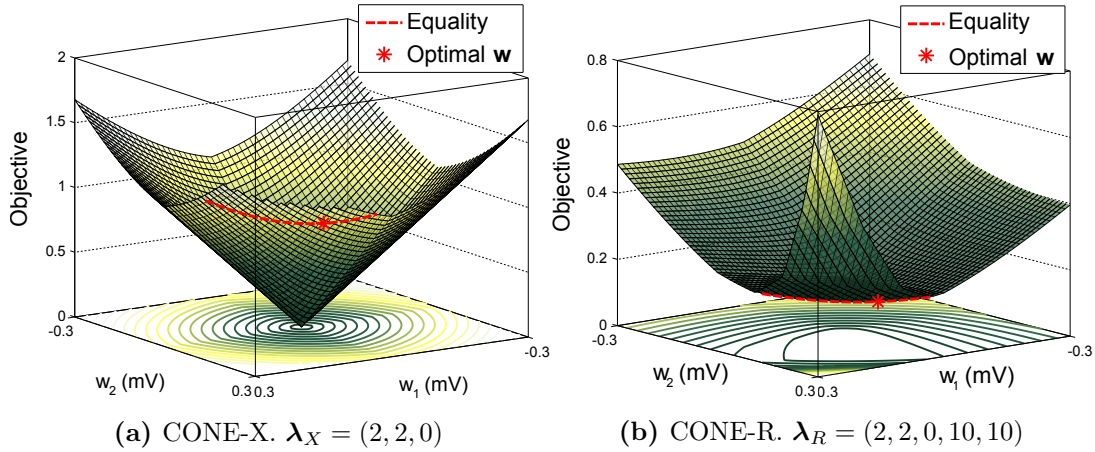 Equality
Optimal w
2
1.5
1
0.5
0
Objective
-0.3
w₂ (mV)
0.3
0.3
w₁ (mV)
-0.3
(a) CONE-X. λ_X = (2, 2, 0)
Equality
Optimal w
0.8
0.6
0.4
0.2
0
Objective
-0.3
w₂ (mV)
0.3
0.3
w₁ (mV)
-0.3
(b) CONE-R. λ_R = (2, 2, 0, 10, 10)